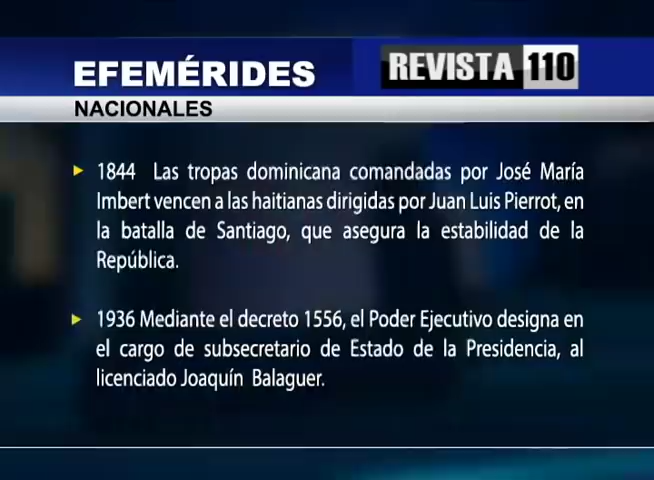 EFEMÉRIDES
REVISTA 110
NACIONALES
1844 Las tropas dominicana comandadas por José María
Imbert vencen a las haitianas dirigidas por Juan Luis Pierrot, en
la batalla de Santiago, que asegura la estabilidad de la
República.
1936 Mediante el decreto 1556, el Poder Ejecutivo designa en
el cargo de subsecretario de Estado de la Presidencia, al
licenciado Joaquín Balaguer.